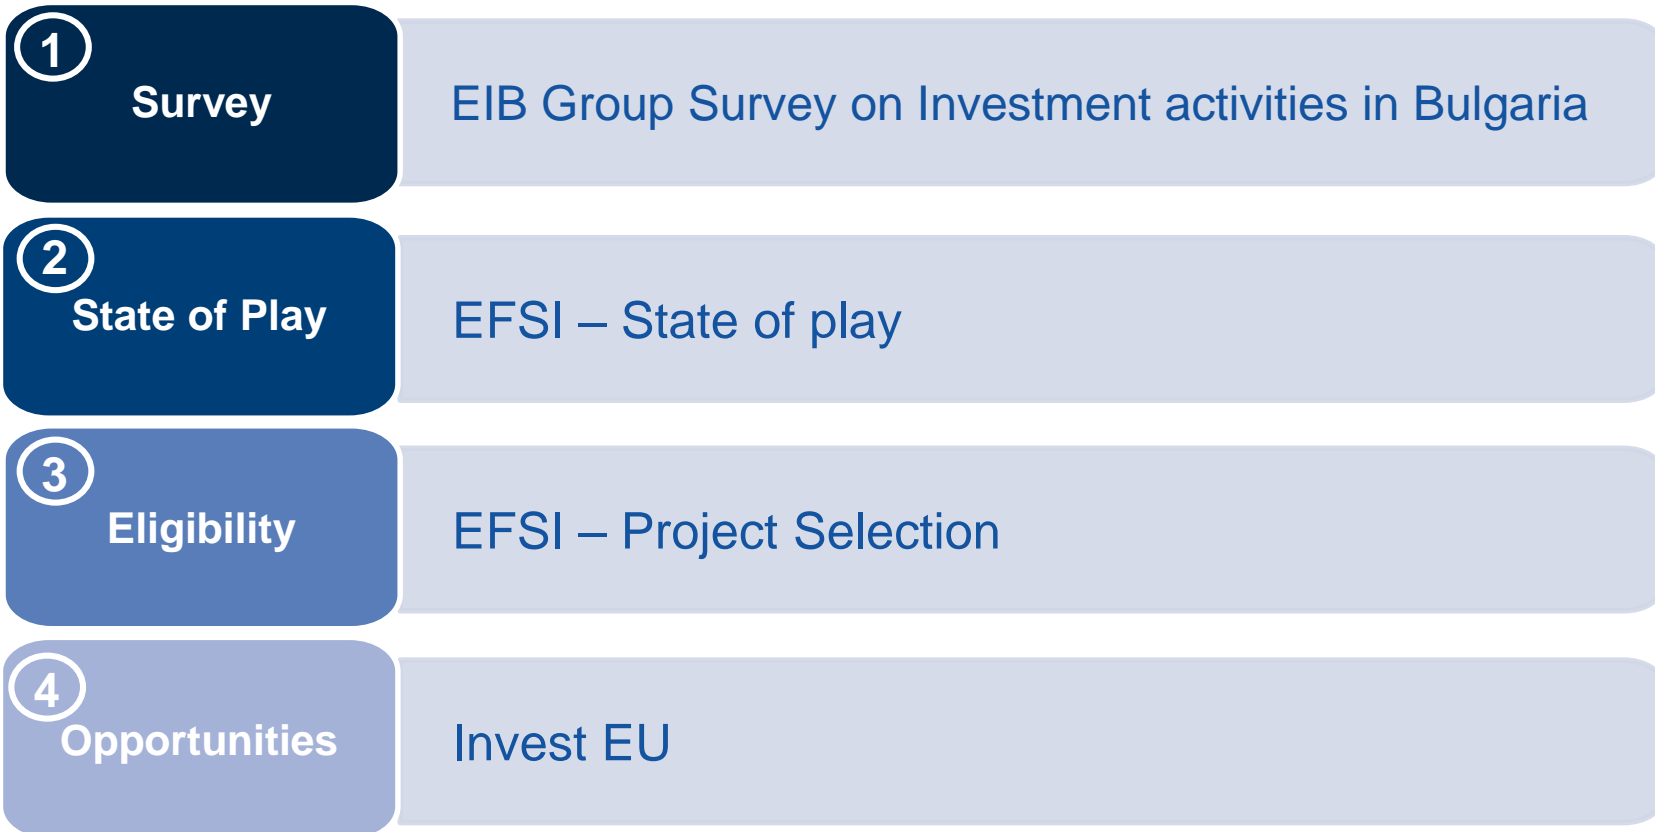 1
Survey
EIB Group Survey on Investment activities in Bulgaria
2
State of Play
EFSI – State of play
3
Eligibility
EFSI – Project Selection
4
Opportunities
Invest EU